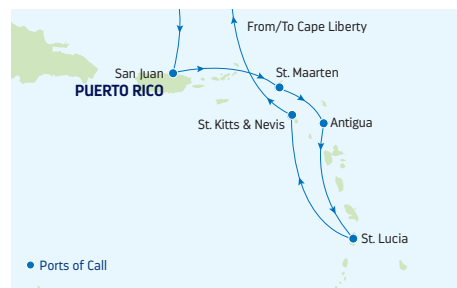 From/To Cape Liberty
San Juan
PUERTO RICO
St. Maarten
St. Kitts & Nevis
Antigua
St. Lucia
Ports of Call